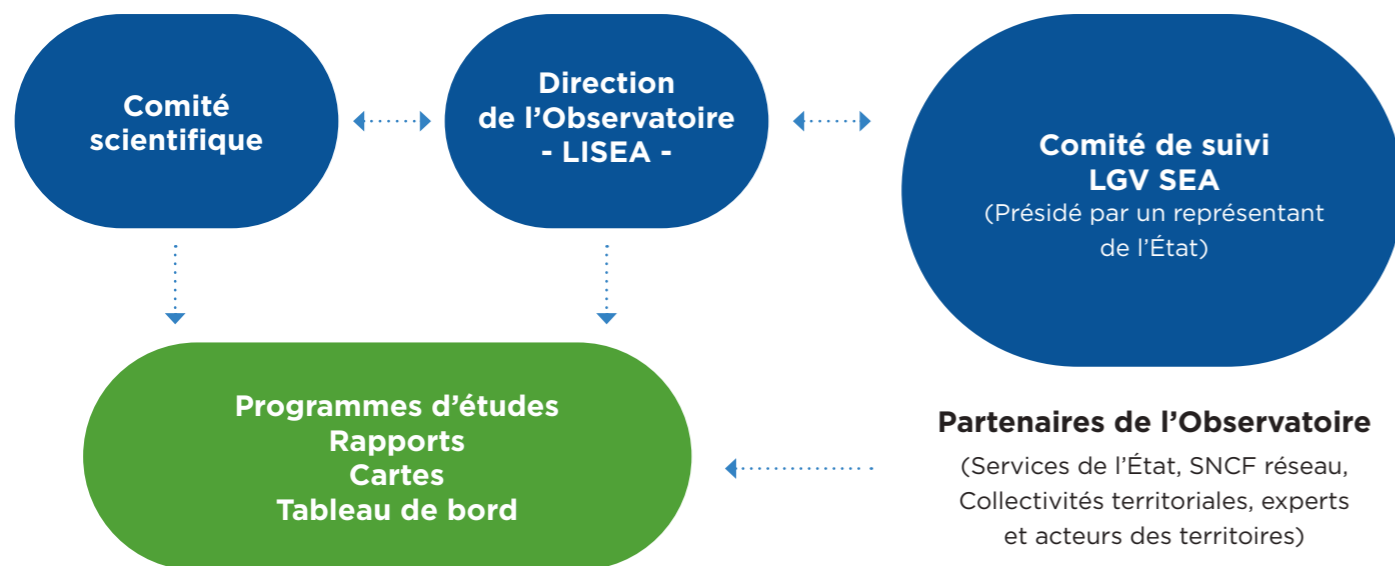 Comité
scientifique
Direction
de l’Observatoire
- LISEA -
Comité de suivi
LGV SEA
(Présidé par un représentant
de l’État)
Programmes d’études
Rapports
Cartes
Tableau de bord
Partenaires de l’Observatoire
(Services de l’État, SNCF réseau,
Collectivités territoriales, experts
et acteurs des territoires)